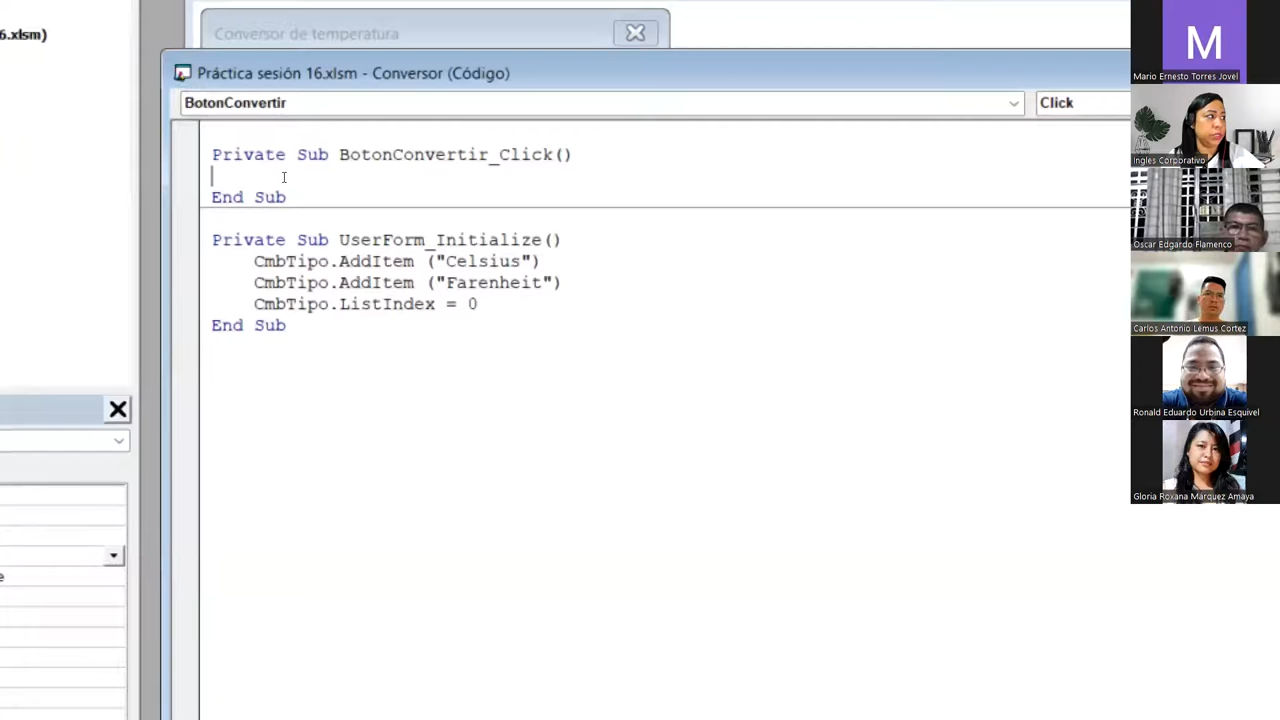 6.xlsm)
Conversor de temperatura
Práctica sesión 16.xlsm - Conversor (Código)
BotonConvertir
Click
Private Sub BotonConvertir_Click()
End Sub
Private Sub UserForm_Initialize()
CmbTipo.AddItem ("Celsius")
CmbTipo.AddItem ("Farenheit")
CmbTipo.ListIndex = 0
End Sub
e
M
Mario Ernesto Torres Jovel
Ingles Corporativo
Oscar Edgardo Flamenco
Carlos Antonio Lemus Cortez
Ronald Eduardo Urbina Esquivel
Gloria Roxana Márquez Amaya